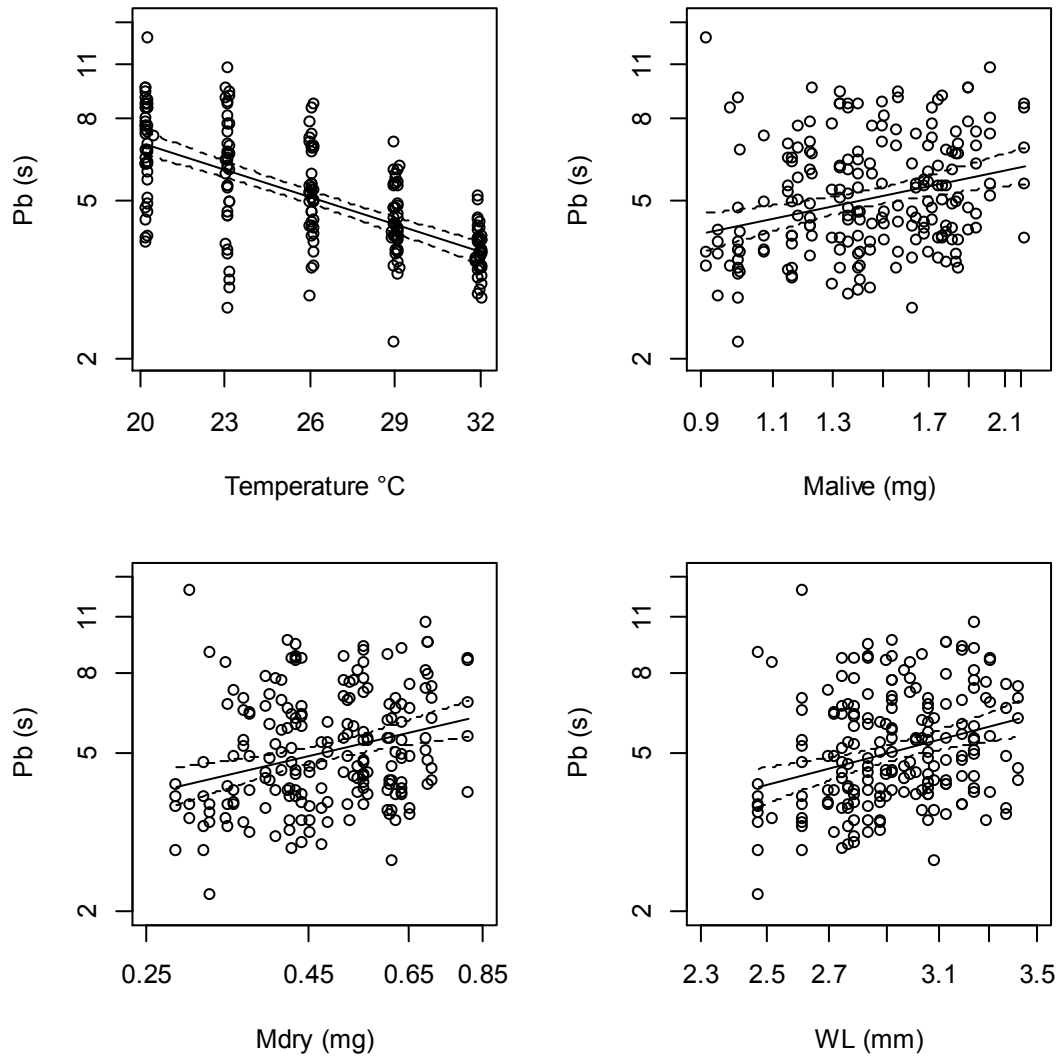 Pb (s)
11
8
5
2
20 23 26 29 32
Temperature °C
Pb (s)
11
8
5
2
0.9 1.1 1.3 1.7 2.1
Malive (mg)
Pb (s)
11
8
5
2
0.25 0.45 0.65 0.85
Mdry (mg)
Pb (s)
11
8
5
2
2.3 2.5 2.7 3.1 3.5
WL (mm)